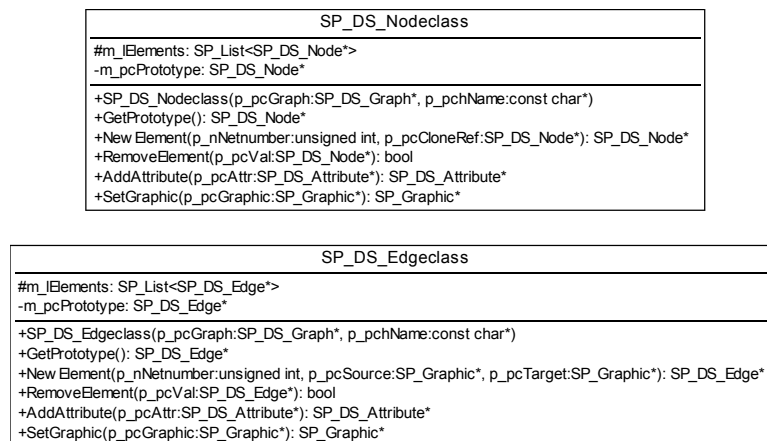 SP_DS_Nodeclass
#m_lElements: SP_List<SP_DS_Node*>
-m_pcPrototype: SP_DS_Node*
+SP_DS_Nodeclass(p_pcGraph:SP_DS_Graph*, p_pchName:const char*)
+GetPrototype(): SP_DS_Node*
+NewElement(p_nNetnumber:unsigned int, p_pcCloneRef:SP_DS_Node*): SP_DS_Node*
+RemoveElement(p_pcVal:SP_DS_Node*): bool
+AddAttribute(p_pcAttr:SP_DS_Attribute*): SP_DS_Attribute*
+SetGraphic(p_pcGraphic:SP_Graphic*): SP_Graphic*
SP_DS_Edgeclass
#m_lElements: SP_List<SP_DS_Edge*>
-m_pcPrototype: SP_DS_Edge*
+SP_DS_Edgeclass(p_pcGraph:SP_DS_Graph*, p_pchName:const char*)
+GetPrototype(): SP_DS_Edge*
+NewElement(p_nNetnumber:unsigned int, p_pcSource:SP_Graphic*, p_pcTarget:SP_Graphic*): SP_DS_Edge*
+RemoveElement(p_pcVal:SP_DS_Edge*): bool
+AddAttribute(p_pcAttr:SP_DS_Attribute*): SP_DS_Attribute*
+SetGraphic(p_pcGraphic:SP_Graphic*): SP_Graphic*